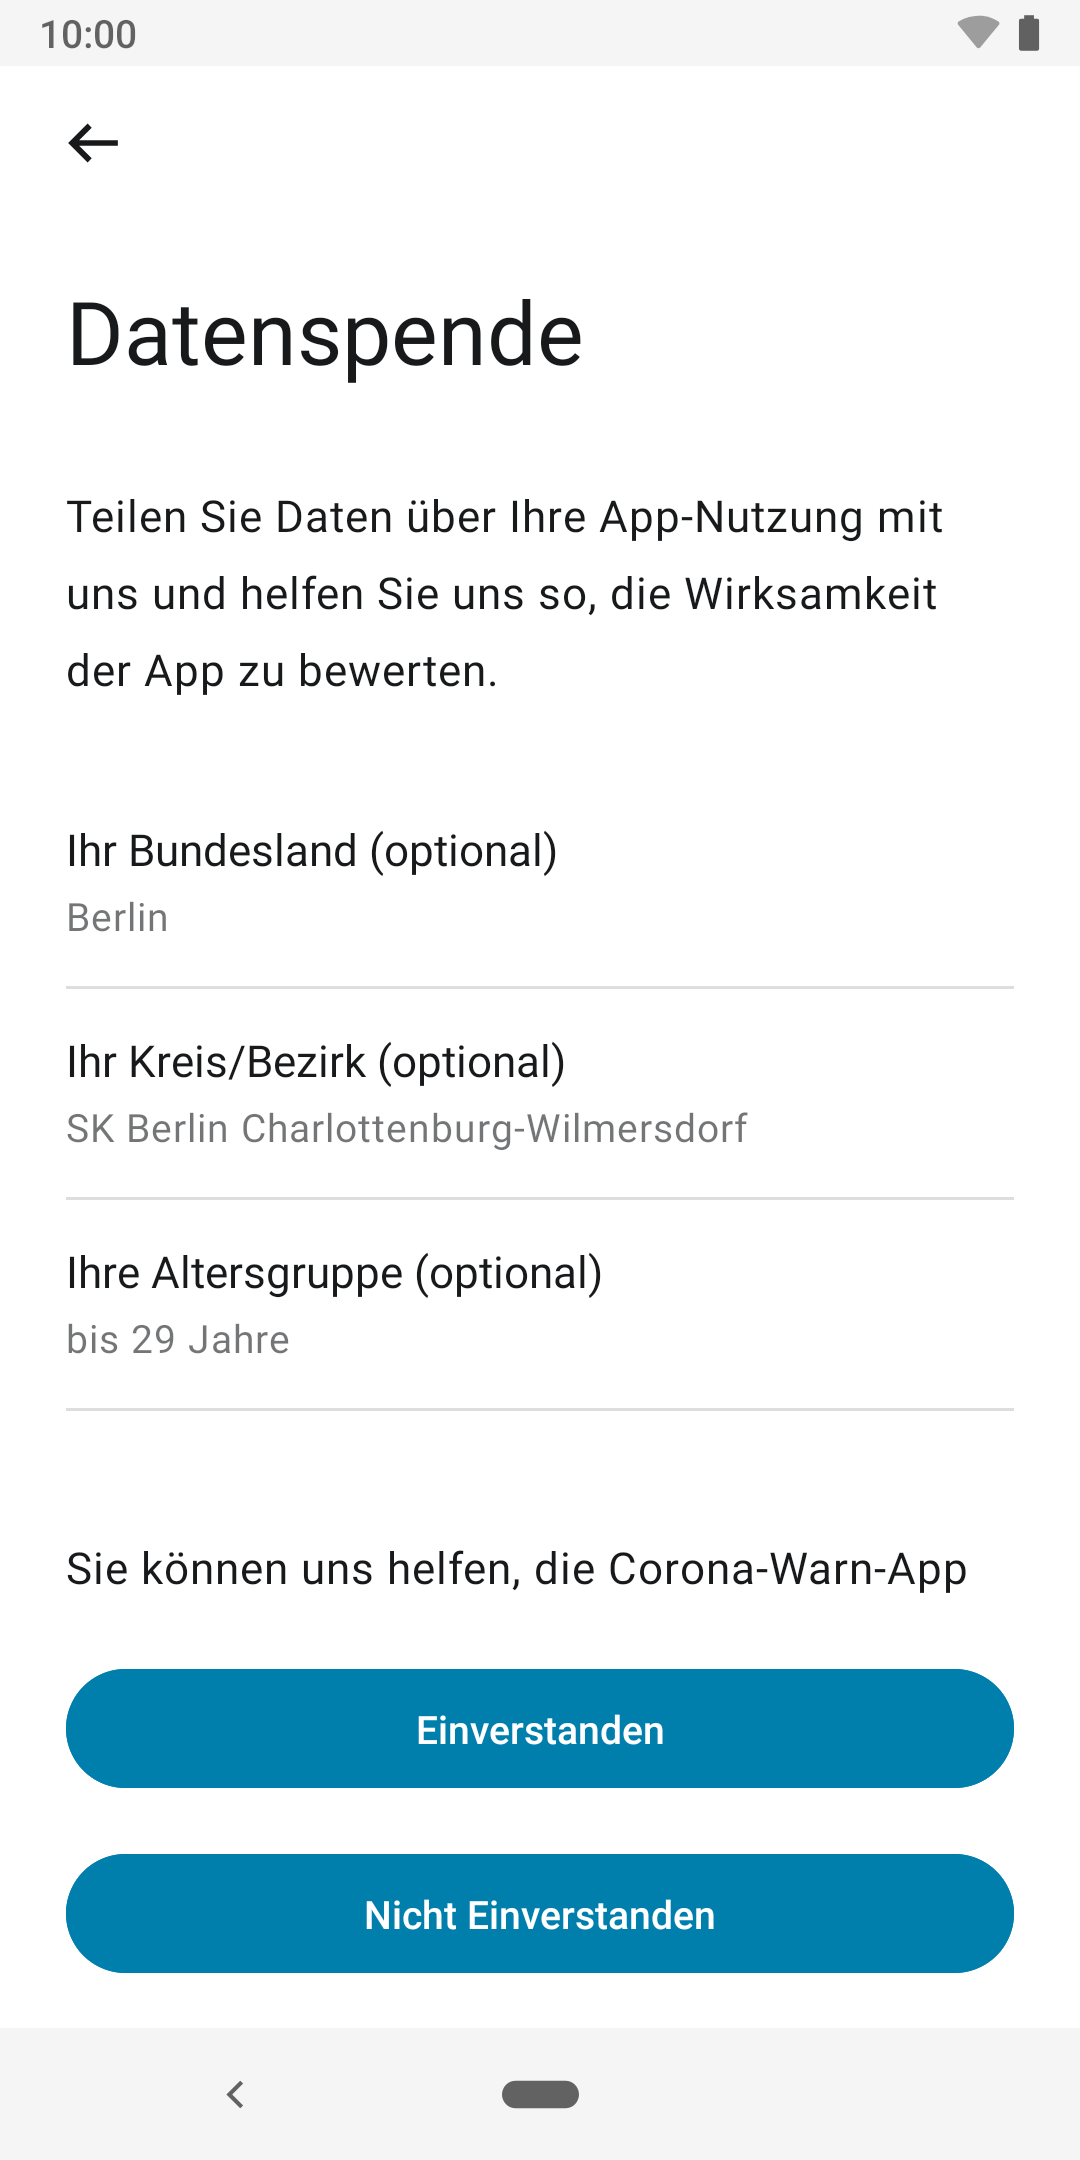 10:00
Datenspende
Teilen Sie Daten über Ihre App-Nutzung mit
uns und helfen Sie uns so, die Wirksamkeit
der App zu bewerten.
Ihr Bundesland (optional)
Berlin
Ihr Kreis/Bezirk (optional)
SK Berlin Charlottenburg-Wilmersdorf
Ihre Altersgruppe (optional)
bis 29 Jahre
Sie können uns helfen, die Corona-Warn-App
Einverstanden
Nicht Einverstanden